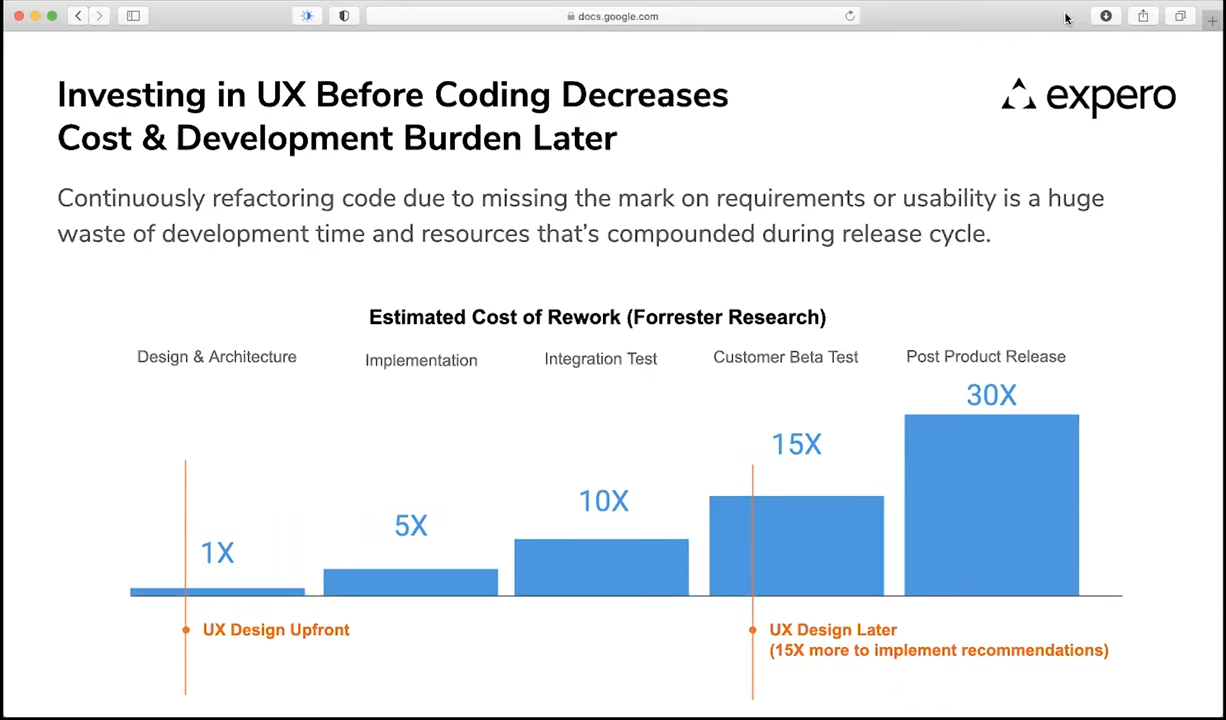 docs.google.com
Investing in UX Before Coding Decreases
Cost & Development Burden Later
expero
Continuously refactoring code due to missing the mark on requirements or usability is a huge
waste of development time and resources that's compounded during release cycle.
Estimated Cost of Rework (Forrester Research)
Design & Architecture
Implementation
Integration Test
Customer Beta Test
Post Product Release
1X
5X
10X
15X
30X
UX Design Upfront
UX Design Later
(15X more to implement recommendations)